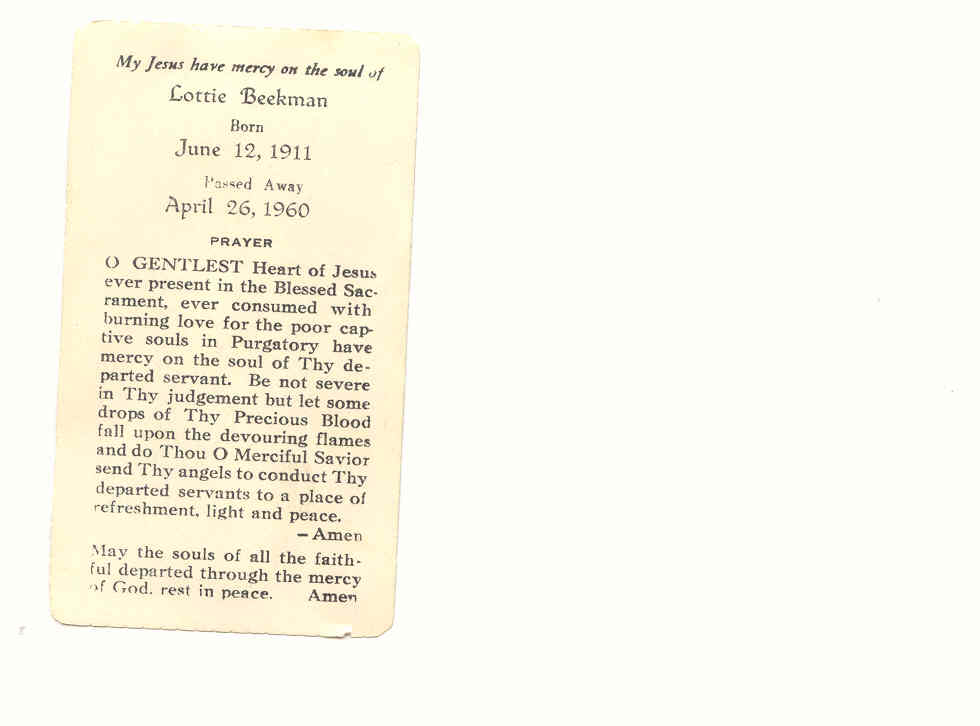 My Jesus have mercy on the soul of
Lottie Beekman
Born
June 12, 1911
Passed Away
April 26, 1960
PRAYER
O GENTLEST Heart of Jesus
ever present in the Blessed Sac-
rament, ever consumed with
burning love for the poor cap-
tive souls in Purgatory have
mercy on the soul of Thy de-
parted servant. Be not severe
in Thy judgement but let some
drops of Thy Precious Blood
fall upon the devouring flames
and do Thou O Merciful Savior
send Thy angels to conduct Thy
departed servants to a place of
refreshment, light and peace.
— Amen
May the souls of all the faith-
ful departed through the mercy
of God, rest in peace. Amen